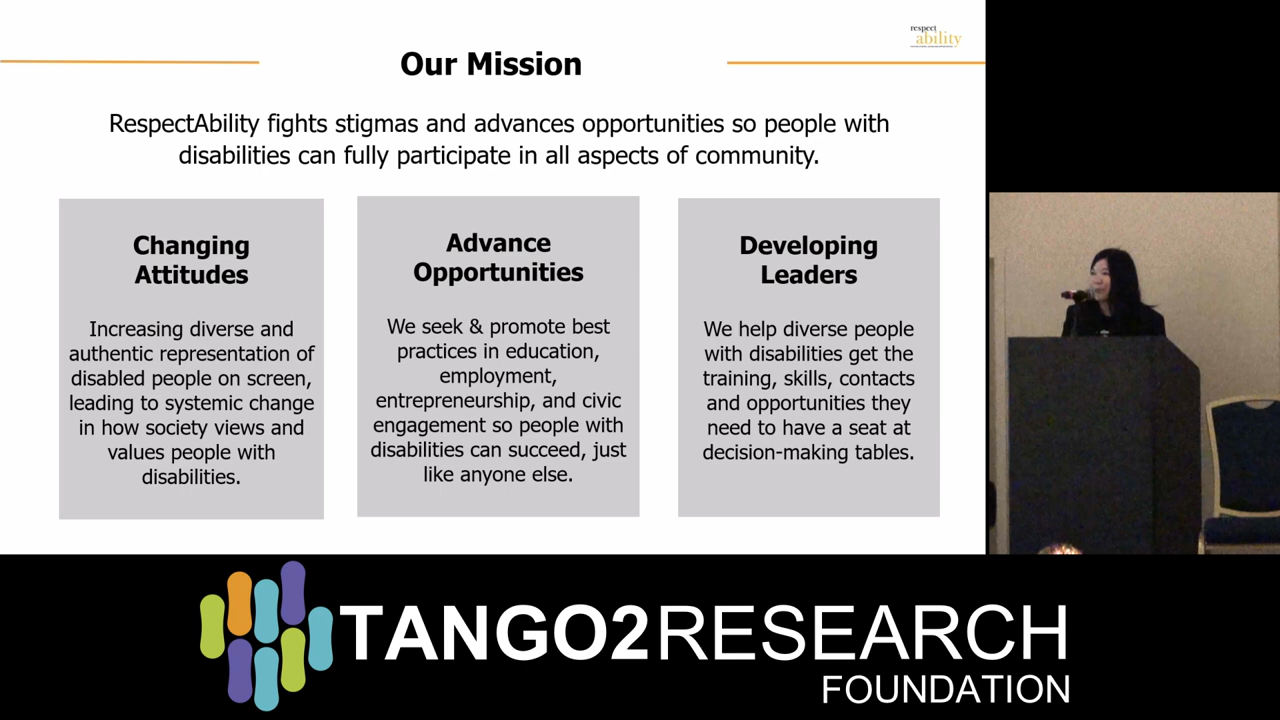 respect
ability
Our Mission
RespectAbility fights stigmas and advances opportunities so people with
disabilities can fully participate in all aspects of community.
Changing
Attitudes
Increasing diverse and
authentic representation of
disabled people on screen,
leading to systemic change
in how society views and
values people with
disabilities.
Advance
Opportunities
We seek & promote best
practices in education,
employment,
entrepreneurship, and civic
engagement so people with
disabilities can succeed, just
like anyone else.
Developing
Leaders
We help diverse people
with disabilities get the
training, skills, contacts
and opportunities they
need to have a seat at
decision-making tables.
TANGO2RESEARCH
FOUNDATION